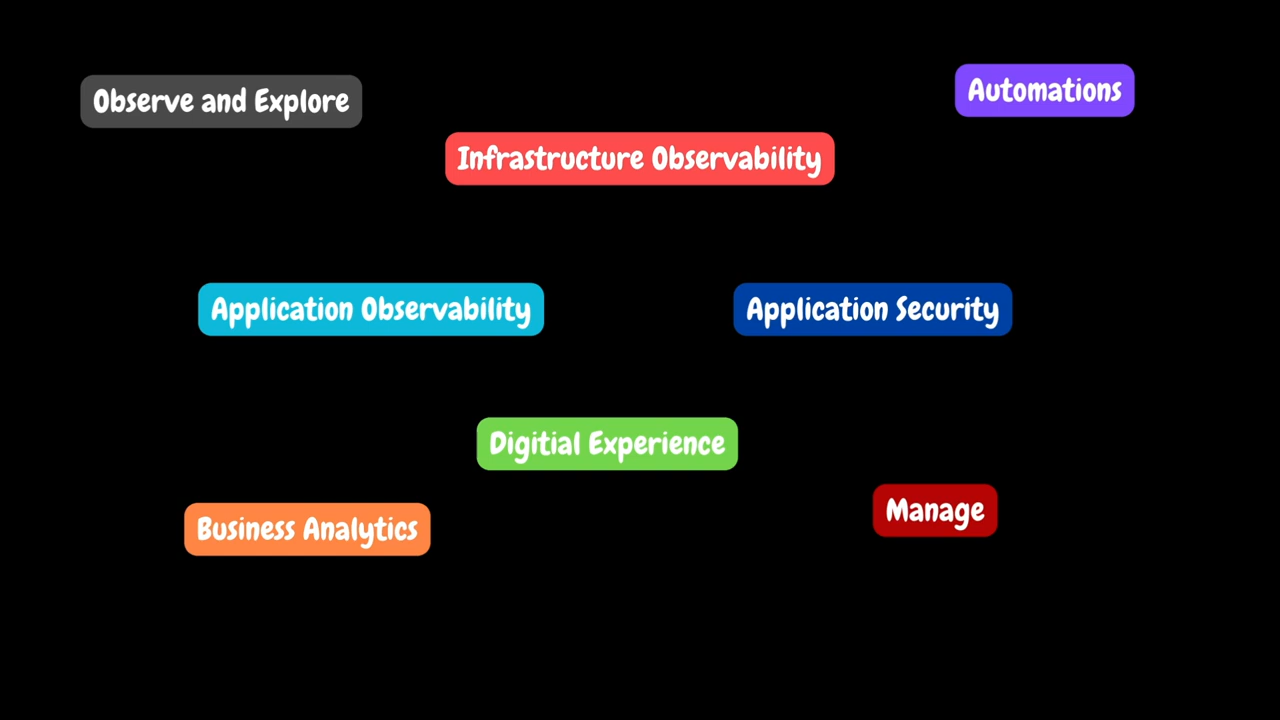 Observe and Explore
Automations
Infrastructure Observability
Application Observability
Application Security
Digitial Experience
Business Analytics
Manage